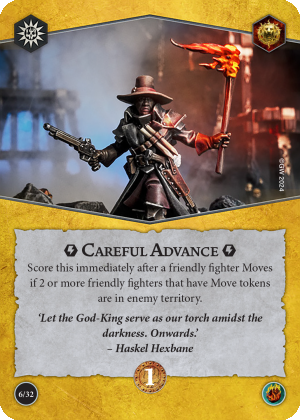 ©GW 2024
CAREFUL ADVANCE
Score this immediately after a friendly fighter Moves
if 2 or more friendly fighters that have Move tokens
are in enemy territory.
‘Let the God-King serve as our torch amidst the
darkness. Onwards.’
– Haskel Hexbane
1
6/32